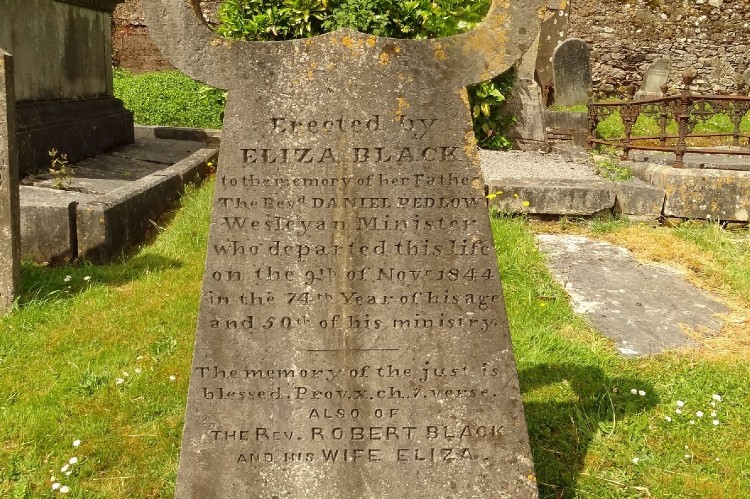 Erected by
ELIZA BLACK
to the memory of her Father
The Revd DANIEL PEDLOW
Wesleyan Minister
who departed this life
on the 9th of Novr 1844
in the 74th Year of his age
and 50th of his ministry.
The memory of the just is
blessed. Prov. x. ch. 7. verse.
ALSO OF
THE REV. ROBERT BLACK
AND HIS WIFE ELIZA.